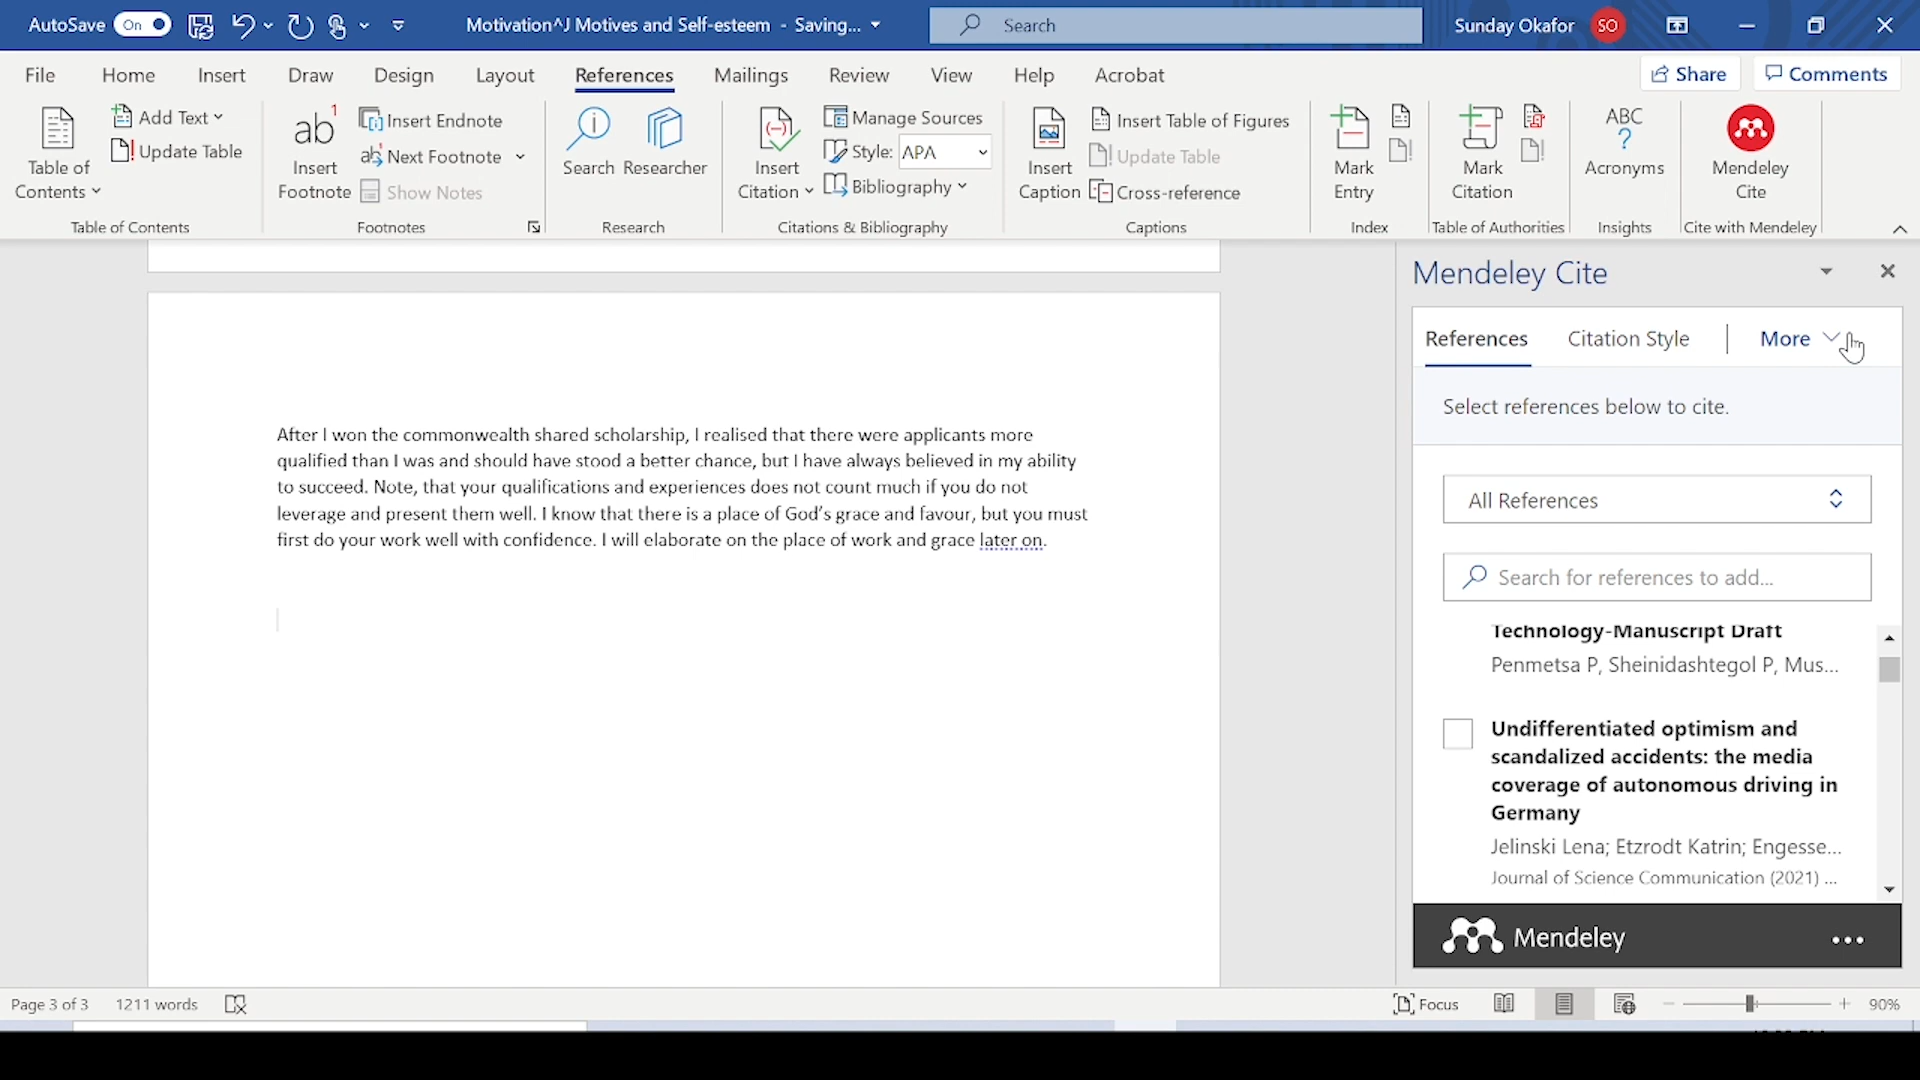 AutoSave On Motivation^J Motives and Self-esteem - Saving... Search Sunday Okafor SO
File Home Insert Draw Design Layout References Mailings Review View Help Acrobat Share Comments
Table of Contents
Add Text
Update Table
Table of Contents
ab1
Insert Footnote
Insert Endnote
ab Next Footnote
Show Notes
Footnotes
Search
Researcher
Research
Insert Citation
Manage Sources
Style: APA
Bibliography
Citations & Bibliography
Insert Caption
Insert Table of Figures
Update Table
Cross-reference
Captions
Mark Entry
Index
Mark Citation
Table of Authorities
ABC
?
Acronyms
Insights
Mendeley Cite
Cite with Mendeley
After I won the commonwealth shared scholarship, I realised that there were applicants more
qualified than I was and should have stood a better chance, but I have always believed in my ability
to succeed. Note, that your qualifications and experiences does not count much if you do not
leverage and present them well. I know that there is a place of God's grace and favour, but you must
first do your work well with confidence. I will elaborate on the place of work and grace later on.
Mendeley Cite
References Citation Style More
Select references below to cite.
All References
Search for references to add...
Technology-Manuscript Draft
Penmetsa P, Sheinidashtegol P, Mus...
Undifferentiated optimism and
scandalized accidents: the media
coverage of autonomous driving in
Germany
Jelinski Lena; Etzrodt Katrin; Engesse...
Journal of Science Communication (2021) ...
Mendeley
Page 3 of 3 1211 words Focus 90%